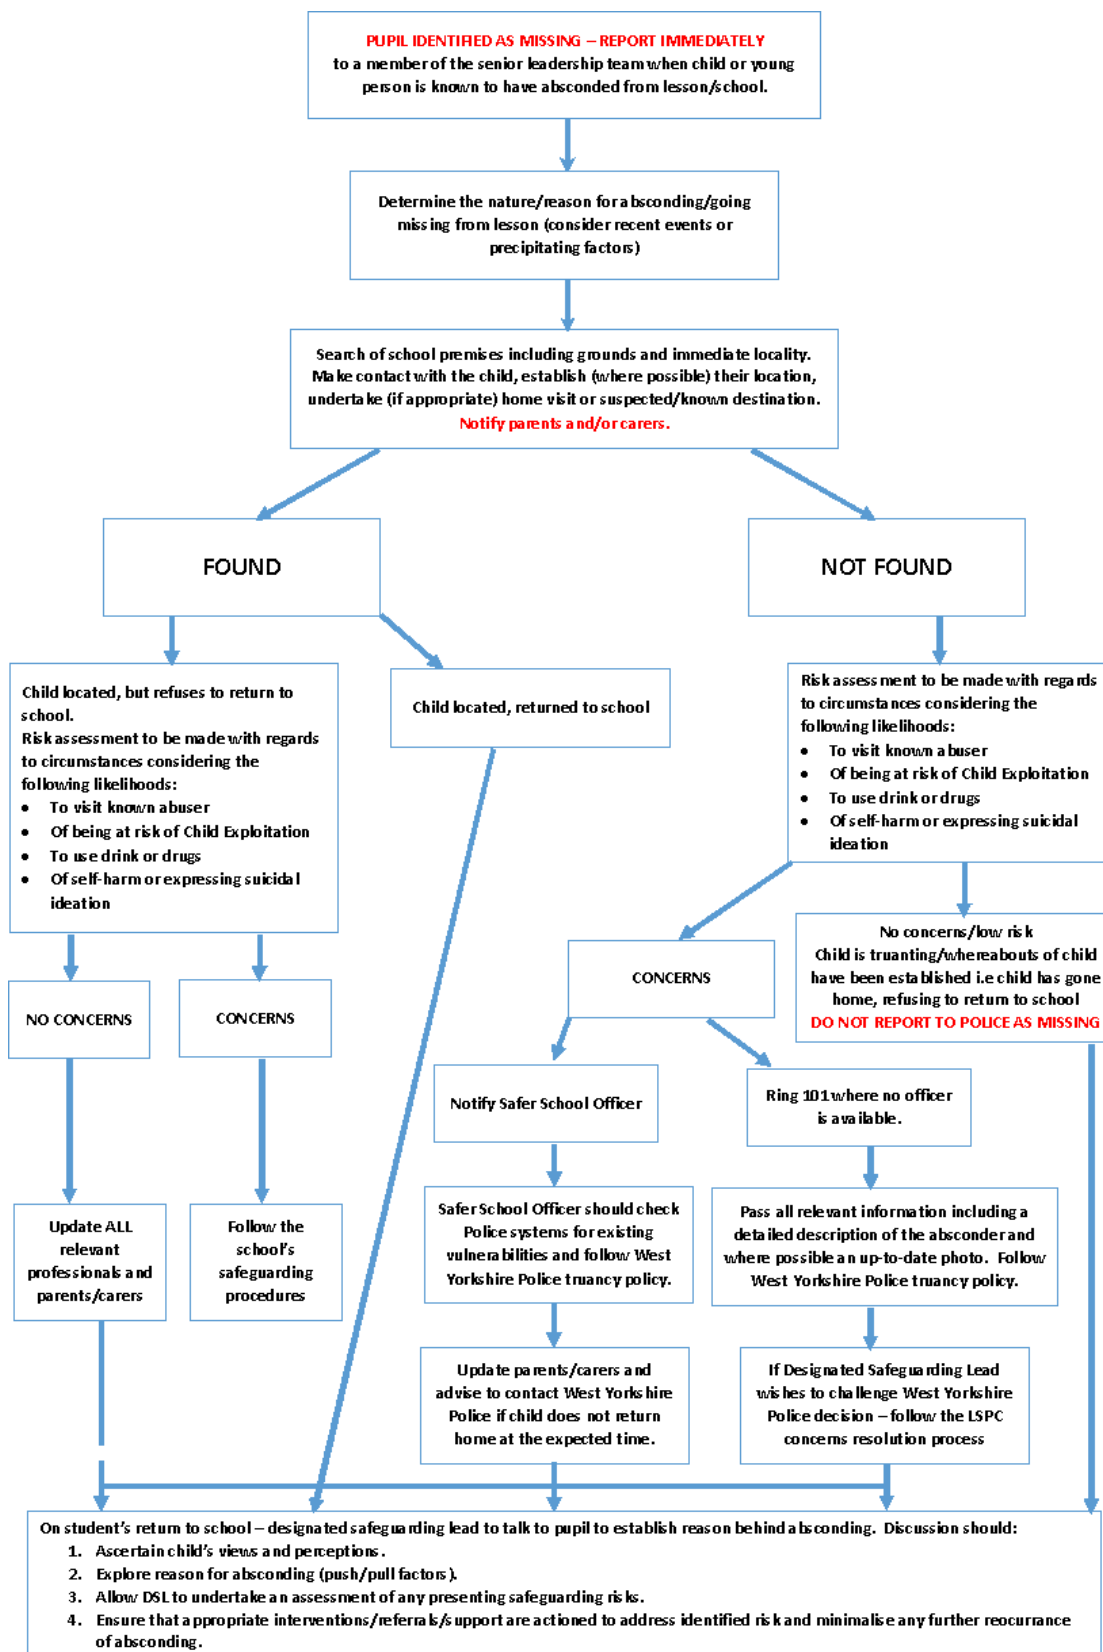 PUPIL IDENTIFIED AS MISSING – REPORT IMMEDIATELY
to a member of the senior leadership team when child or young
person is known to have absconded from lesson/school.
Determine the nature/reason for absconding/going
missing from lesson (consider recent events or
precipitating factors)
Search of school premises including grounds and immediate locality.
Make contact with the child, establish (where possible) their location,
undertake (if appropriate) home visit or suspected/known destination.
Notify parents and/or carers.
FOUND
NOT FOUND
Child located, but refuses to return to
school.
Risk assessment to be made with regards
to circumstances considering the
following likelihoods:
• To visit known abuser
• Of being at risk of Child Exploitation
• To use drink or drugs
• Of self-harm or expressing suicidal
ideation
Child located, returned to school
Risk assessment to be made with regards
to circumstances considering the
following likelihoods:
• To visit known abuser
• Of being at risk of Child Exploitation
• To use drink or drugs
• Of self-harm or expressing suicidal
ideation
NO CONCERNS
CONCERNS
CONCERNS
No concerns/low risk
Child is truanting/whereabouts of child
have been established i.e child has gone
home, refusing to return to school
DO NOT REPORT TO POLICE AS MISSING
Notify Safer School Officer
Ring 101 where no officer
is available.
Update ALL
relevant
professionals and
parents/carers
Follow the
school's
safeguarding
procedures
Safer School Officer should check
Police systems for existing
vulnerabilities and follow West
Yorkshire Police truancy policy.
Pass all relevant information including a
detailed description of the absconder and
where possible an up-to-date photo. Follow
West Yorkshire Police truancy policy.
Update parents/carers and
advise to contact West Yorkshire
Police if child does not return
home at the expected time.
If Designated Safeguarding Lead
wishes to challenge West Yorkshire
Police decision – follow the LSPC
concerns resolution process
On student's return to school – designated safeguarding lead to talk to pupil to establish reason behind absconding. Discussion should:
1. Ascertain child's views and perceptions.
2. Explore reason for absconding (push/pull factors).
3. Allow DSL to undertake an assessment of any presenting safeguarding risks.
4. Ensure that appropriate interventions/referrals/support are actioned to address identified risk and minimalise any further reocurrance
of absconding.